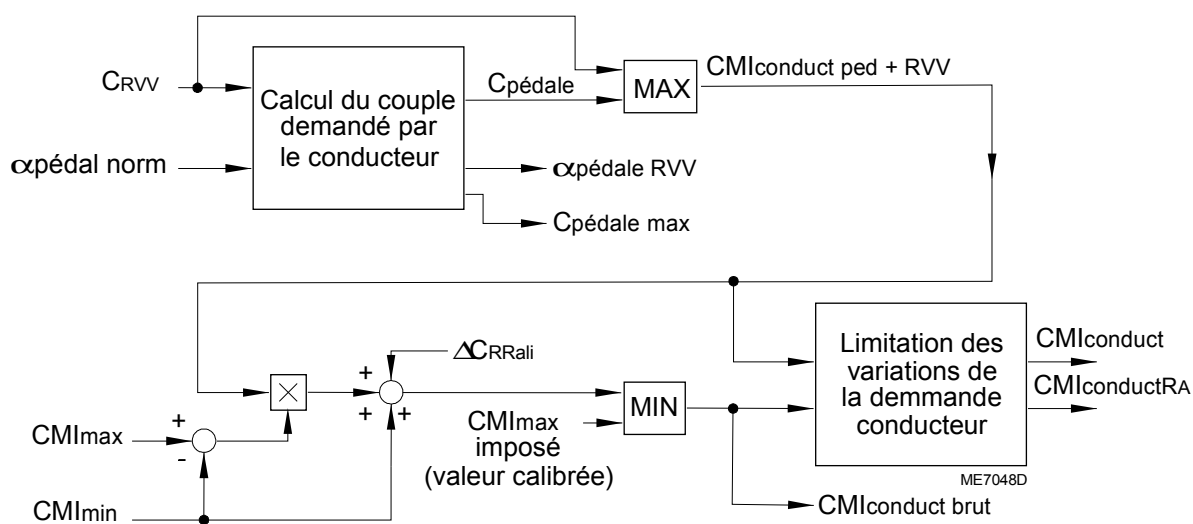 CRVV
αpédal norm
Calcul du couple
demandé par
le conducteur
Cpédale
MAX
CMIconduct ped + RVV
αpédale RVV
Cpédale max
ΔCRRali
+
+
+
×
CMImax
+
-
CMImin
CMImax
imposé
(valeur calibrée)
MIN
Limitation des
variations de
la demmande
conducteur
CMIconduct
CMIconductRA
ME7048D
CMIconduct brut